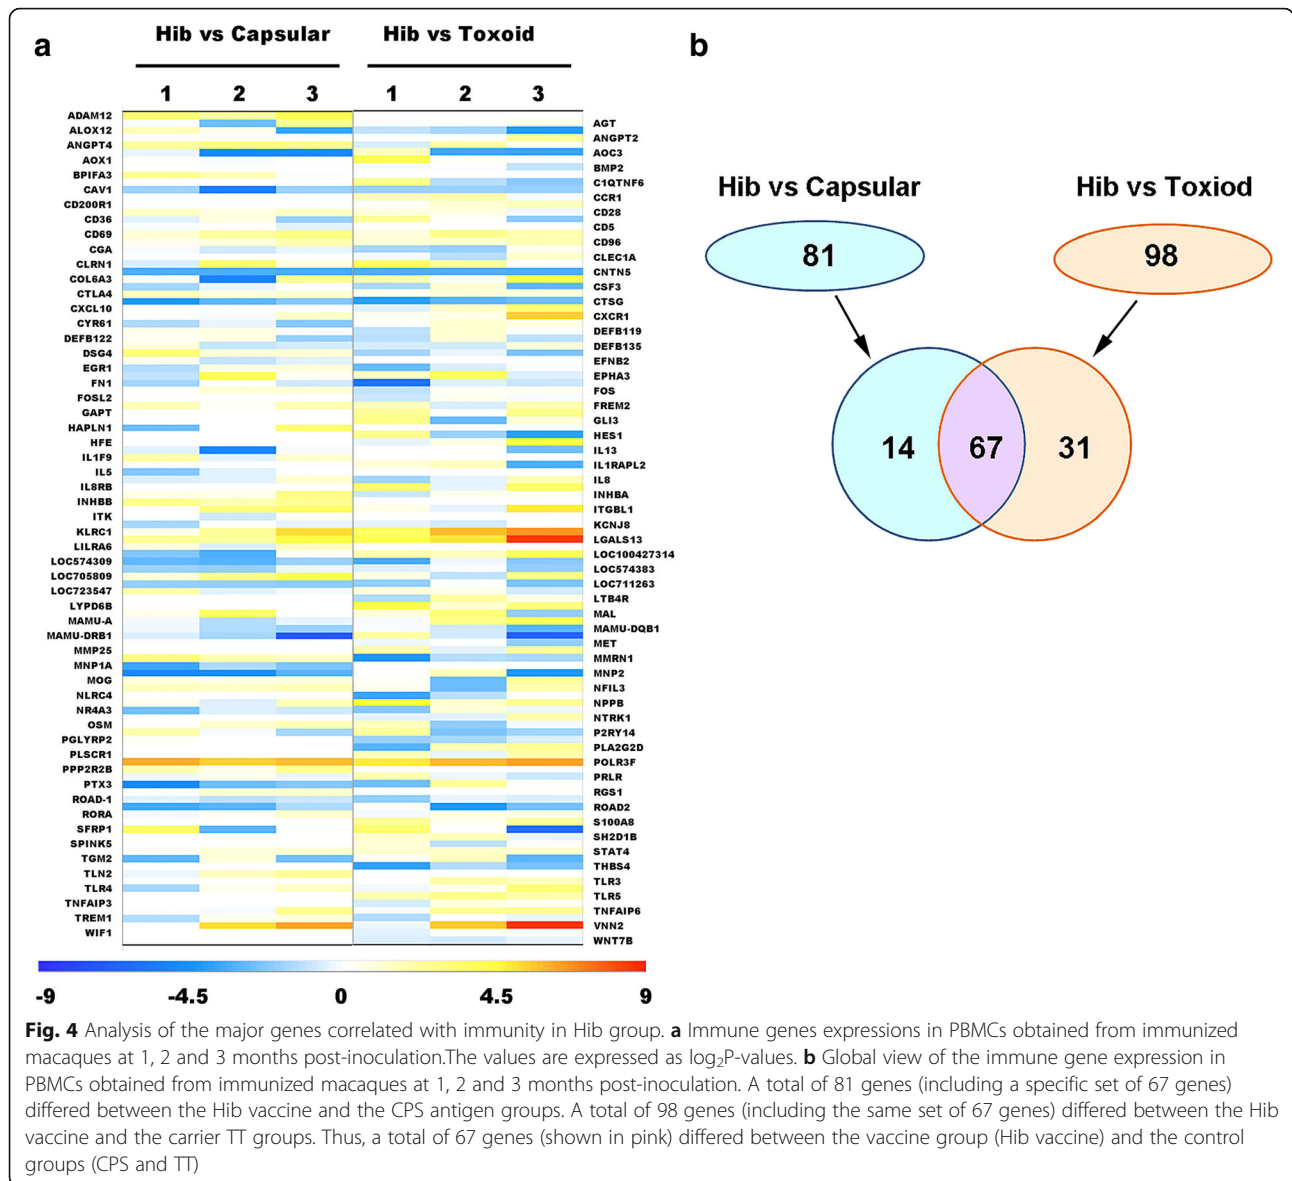 a
Hib vs Capsular
Hib vs Toxoid
1 2 3 1 2 3
ADAM12
ALOX12
ANGPT4
AOX1
BPIFA3
CAV1
CD200R1
CD36
CD69
CGA
CLRN1
COL6A3
CTLA4
CXCL10
CYR61
DEFB122
DSG4
EGR1
FN1
FOSL2
GAPT
HAPLN1
HFE
IL1F9
IL5
IL8RB
INHBB
ITK
KLRC1
LILRA6
LOC574309
LOC705809
LOC723547
LYPD6B
MAMU-A
MAMU-DRB1
MMP25
MNP1A
MOG
NLRC4
NR4A3
OSM
PGLYRP2
PLSCR1
PPP2R2B
PTX3
ROAD-1
RORA
SFRP1
SPINK5
TGM2
TLN2
TLR4
TNFAIP3
TREM1
WIF1
AGT
ANGPT2
AOC3
BMP2
C1QTNF6
CCR1
CD28
CD5
CD96
CLEC1A
CNTN5
CSF3
CTSG
CXCR1
DEFB119
DEFB135
EFNB2
EPHA3
FOS
FREM2
GLI3
HES1
IL13
IL1RAPL2
IL8
INHBA
ITGBL1
KCNJ8
LGALS13
LOC100427314
LOC574383
LOC711263
LTB4R
MAL
MAMU-DQB1
MET
MMRN1
MNP2
NFIL3
NPPB
NTRK1
P2RY14
PLA2G2D
POLR3F
PRLR
RGS1
ROAD2
S100A8
SH2D1B
STAT4
THBS4
TLR3
TLR5
TNFAIP6
VNN2
WNT7B
-9 -4.5 0 4.5 9
b
Hib vs Capsular
Hib vs Toxiod
81
98
14 67 31
Fig. 4 Analysis of the major genes correlated with immunity in Hib group. a Immune genes expressions in PBMCs obtained from immunized
macaques at 1, 2 and 3 months post-inoculation.The values are expressed as log₂P-values. b Global view of the immune gene expression in
PBMCs obtained from immunized macaques at 1, 2 and 3 months post-inoculation. A total of 81 genes (including a specific set of 67 genes)
differed between the Hib vaccine and the CPS antigen groups. A total of 98 genes (including the same set of 67 genes) differed between the Hib
vaccine and the carrier TT groups. Thus, a total of 67 genes (shown in pink) differed between the vaccine group (Hib vaccine) and the control
groups (CPS and TT)